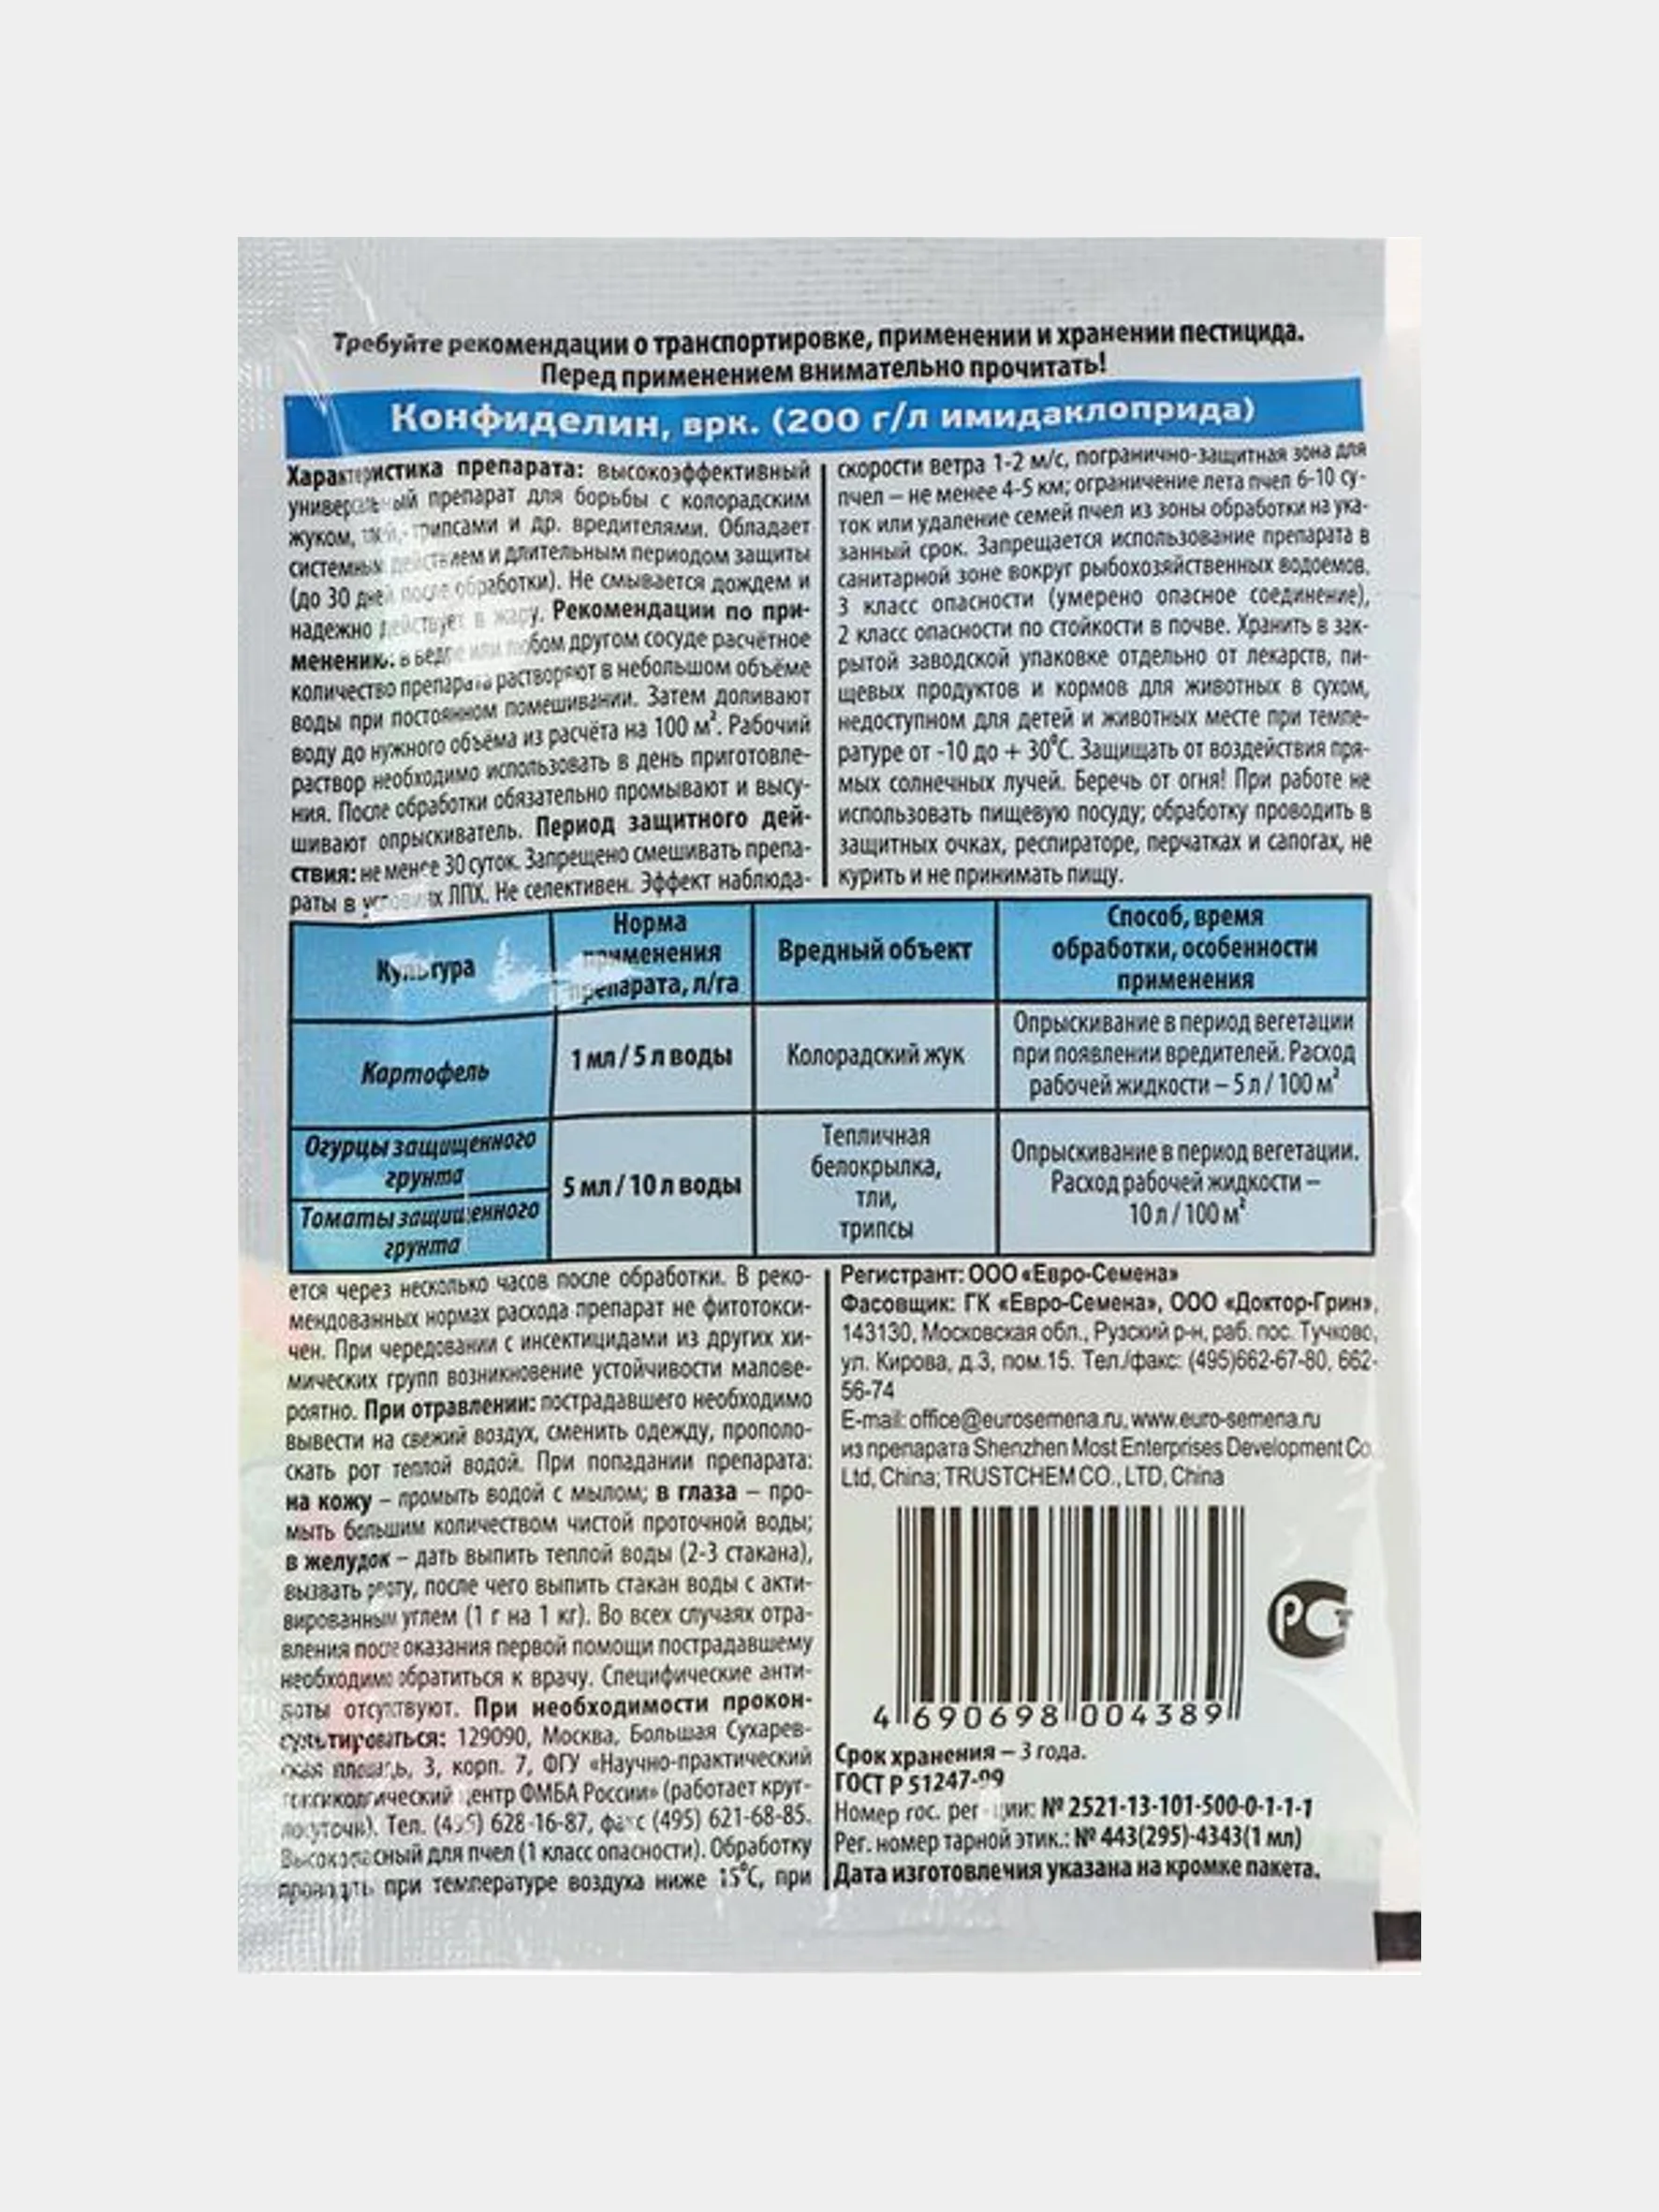 Требуйте рекомендации о транспортировке, применении и хранении пестицида.
Перед применением внимательно прочитать!
Конфиделин, врк. (200 г/л имидаклоприда)
Характеристика препарата: высокоэффективный
универсальный препарат для борьбы с колорадским
жуком, трипсами и др. вредителями. Обладает
системным действием и длительным периодом защиты
(до 30 дней после обработки). Не смывается дождем и
надежно действует в жару. Рекомендации по при-
менению: в ведре или любом другом сосуде расчётное
количество препарата растворяют в небольшом объёме
воды при постоянном помешивании. Затем доливают
воду до нужного объёма из расчёта на 100 м². Рабочий
раствор необходимо использовать в день приготовле-
ния. После обработки обязательно промывают и высу-
шивают опрыскиватель. Период защитного дей-
ствия: не менее 30 суток. Запрещено смешивать препа-
раты в условиях ЛПХ. Не селективен. Эффект наблюда-
скорости ветра 1-2 м/с, погранично-защитная зона для
пчел – не менее 4-5 км; ограничение лета пчел 6-10 су-
ток или удаление семей пчел из зоны обработки на ука-
занный срок. Запрещается использование препарата в
санитарной зоне вокруг рыбохозяйственных водоемов.
3 класс опасности (умерено опасное соединение),
2 класс опасности по стойкости в почве. Хранить в зак-
рытой заводской упаковке отдельно от лекарств, пи-
щевых продуктов и кормов для животных в сухом,
недоступном для детей и животных месте при темпе-
ратуре от -10 до + 30°С. Защищать от воздействия пря-
мых солнечных лучей. Беречь от огня! При работе не
использовать пищевую посуду; обработку проводить в
защитных очках, респираторе, перчатках и сапогах, не
курить и не принимать пищу.
Культура
Норма
применения
препарата, л/га
Вредный объект
Способ, время
обработки, особенности
применения
Картофель
1 мл / 5 л воды
Колорадский жук
Опрыскивание в период вегетации
при появлении вредителей. Расход
рабочей жидкости – 5 л / 100 м²
Огурцы защищенного
грунта
Томаты защищенного
грунта
5 мл / 10 л воды
Тепличная
белокрылка,
тли,
трипсы
Опрыскивание в период вегетации.
Расход рабочей жидкости –
10 л / 100 м²
ется через несколько часов после обработки. В реко-
мендованных нормах расхода препарат не фитотокси-
чен. При чередовании с инсектицидами из других хи-
мических групп возникновение устойчивости малове-
роятно. При отравлении: пострадавшего необходимо
вывести на свежий воздух, сменить одежду, прополо-
скать рот теплой водой. При попадании препарата:
на кожу – промыть водой с мылом; в глаза – про-
мыть большим количеством чистой проточной воды;
в желудок – дать выпить теплой воды (2-3 стакана),
вызвать рвоту, после чего выпить стакан воды с акти-
вированным углем (1 г на 1 кг). Во всех случаях отра-
вления после оказания первой помощи пострадавшему
необходимо обратиться к врачу. Специфические анти-
доты отсутствуют. При необходимости прокон-
сультироваться: 129090, Москва, Большая Сухарев-
ская площадь, 3, корп. 7, ФГУ «Научно-практический
токсикологический центр ФМБА России» (работает круг-
лосуточно). Тел. (495) 628-16-87, факс (495) 621-68-85.
Высокоопасный для пчел (1 класс опасности). Обработку
проводить при температуре воздуха ниже 15°С, при
Регистрант: ООО «Евро-Семена»
Фасовщик: ГК «Евро-Семена», ООО «Доктор-Грин»,
143130, Московская обл., Рузский р-н, раб. пос. Тучково,
ул. Кирова, д.3, пом.15. Тел./факс: (495)662-67-80, 662-
56-74
E-mail: office@eurosemena.ru, www.euro-semena.ru
из препарата Shenzhen Most Enterprises Development Co.
Ltd, China; TRUSTCHEM CO., LTD, China
4 690698 004389
РСТ
Срок хранения – 3 года.
ГОСТ Р 51247-99
Номер гос. рег-ции: № 2521-13-101-500-0-1-1-1
Рег. номер тарной этик.: № 443(295)-4343(1 мл)
Дата изготовления указана на кромке пакета.